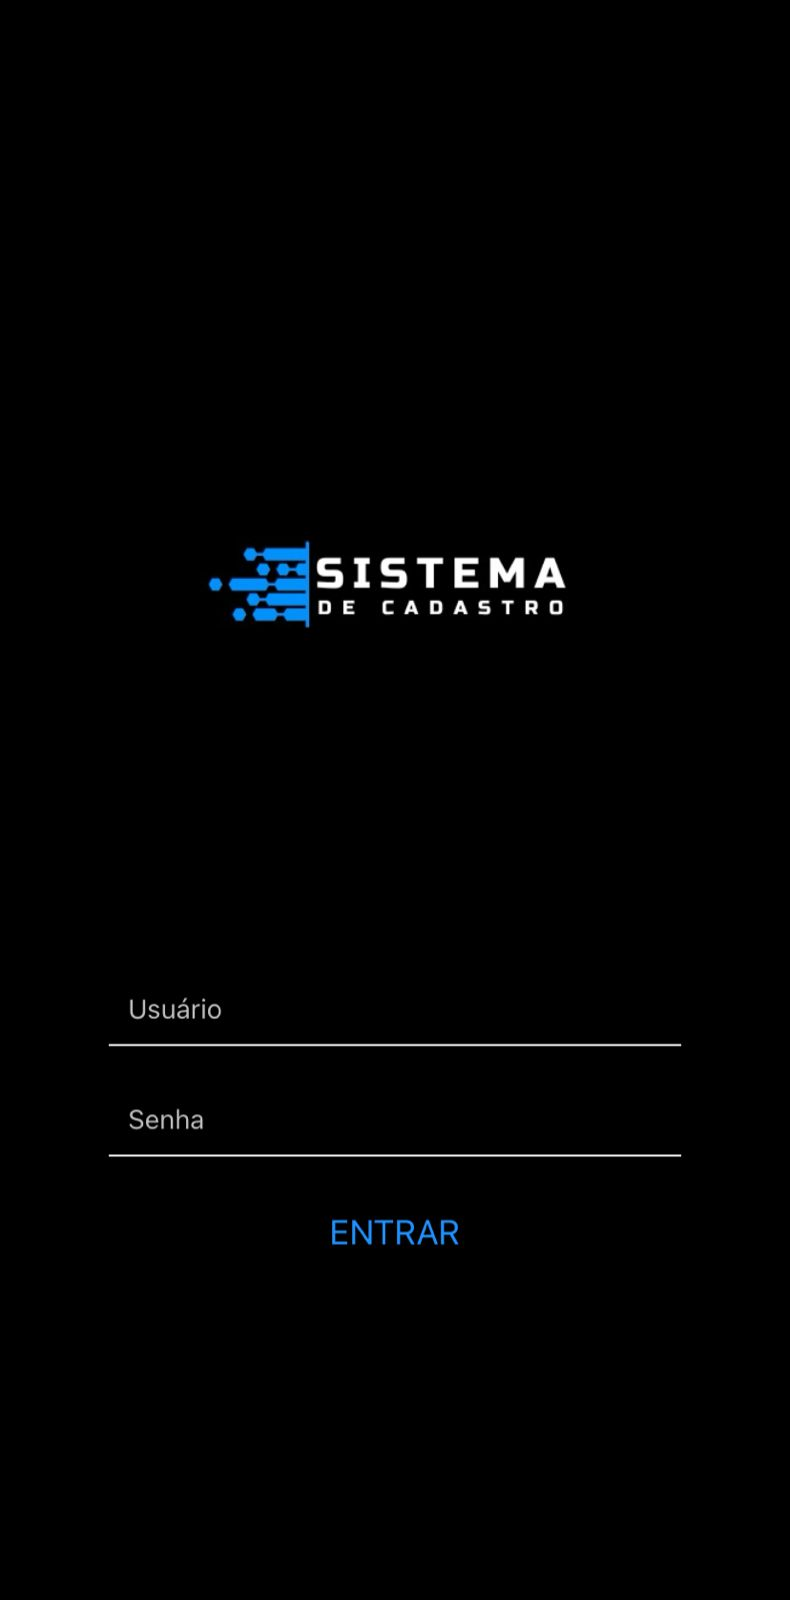 SISTEMA
DE CADASTRO
Usuário
Senha
ENTRAR